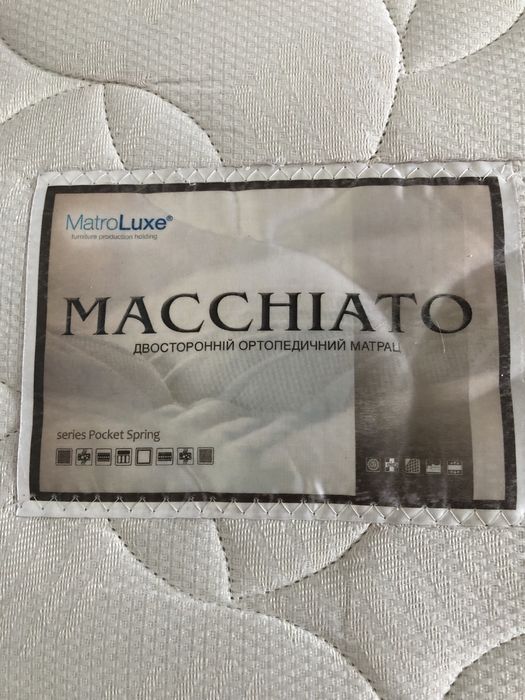 MatroLuxe®
furniture production holding
MACCHIATO
ДВОСТОРОННІЙ ОРТОПЕДИЧНИЙ МАТРАЦ
series Pocket Spring